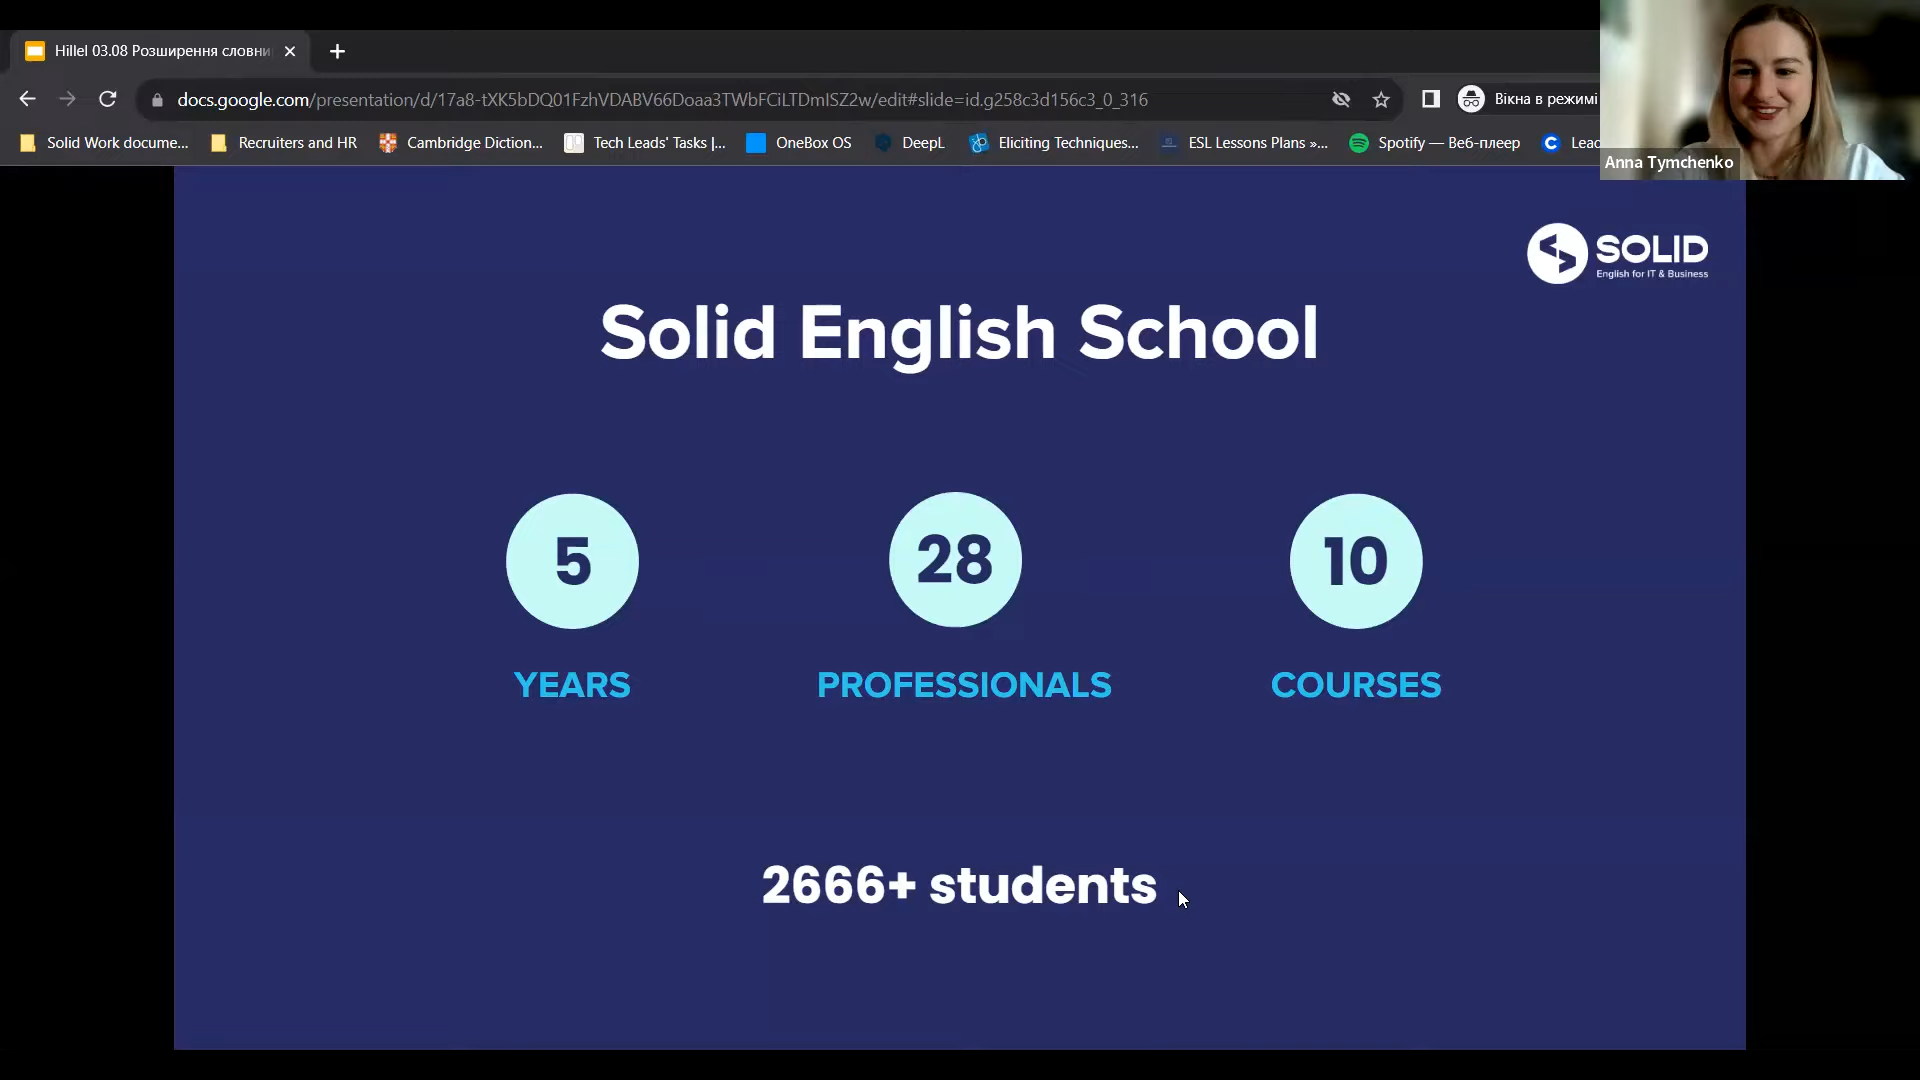 Hillel 03.08 Розширення словни
docs.google.com/presentation/d/17a8-tXK5bDQ01FzhVDABV66Doaa3TWbFCiLTDmISZ2w/edit#slide=id.g258c3d156c3_0_316
Вікна в режимі
Solid Work docume...
Recruiters and HR
Cambridge Diction...
Tech Leads' Tasks |...
OneBox OS
DeepL
Eliciting Techniques...
ESL Lessons Plans »...
Spotify — Веб-плеер
Anna Tymchenko
SOLID
English for IT & Business
Solid English School
5
28
10
YEARS
PROFESSIONALS
COURSES
2666+ students